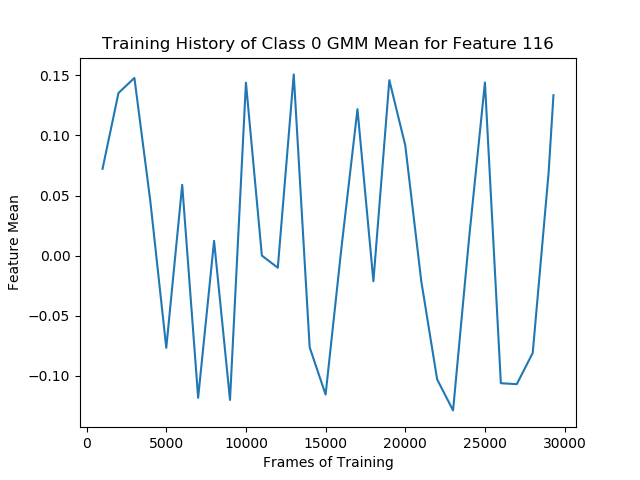 Training History of Class 0 GMM Mean for Feature 116
0.15
0.10
0.05
0.00
−0.05
−0.10
Feature Mean
0 5000 10000 15000 20000 25000 30000
Frames of Training